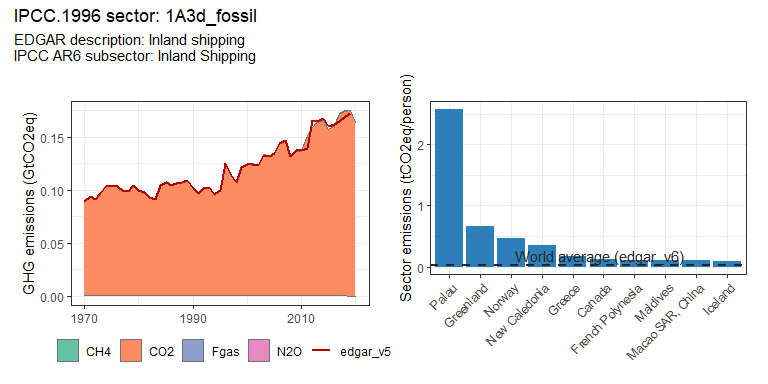 IPCC.1996 sector: 1A3d_fossil
EDGAR description: Inland shipping
IPCC AR6 subsector: Inland Shipping
GHG emissions (GtCO2eq)
0.15
0.10
0.05
0.00
1970
1990
2010
CH4
CO2
Fgas
N2O
edgar_v5
Sector emissions (tCO2eq/person)
2
1
0
World average (edgar_v6)
Palau
Greenland
Norway
New Caledonia
Greece
Canada
French Polynesia
Maldives
Macao SAR, China
Iceland